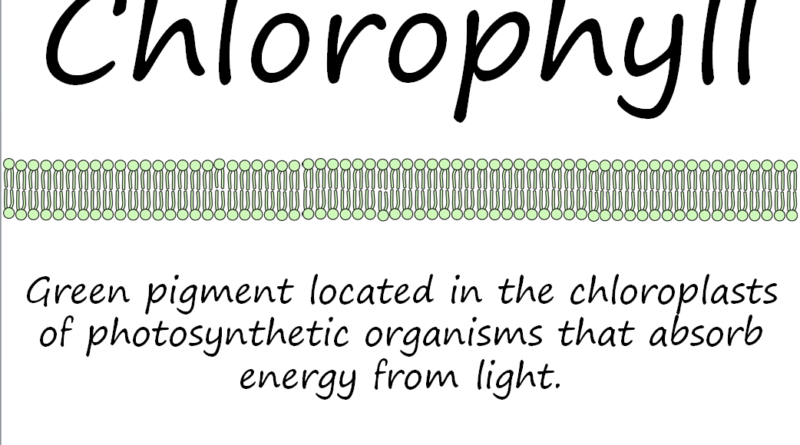 Chlorophyll
Green pigment located in the chloroplasts
of photosynthetic organisms that absorb
energy from light.